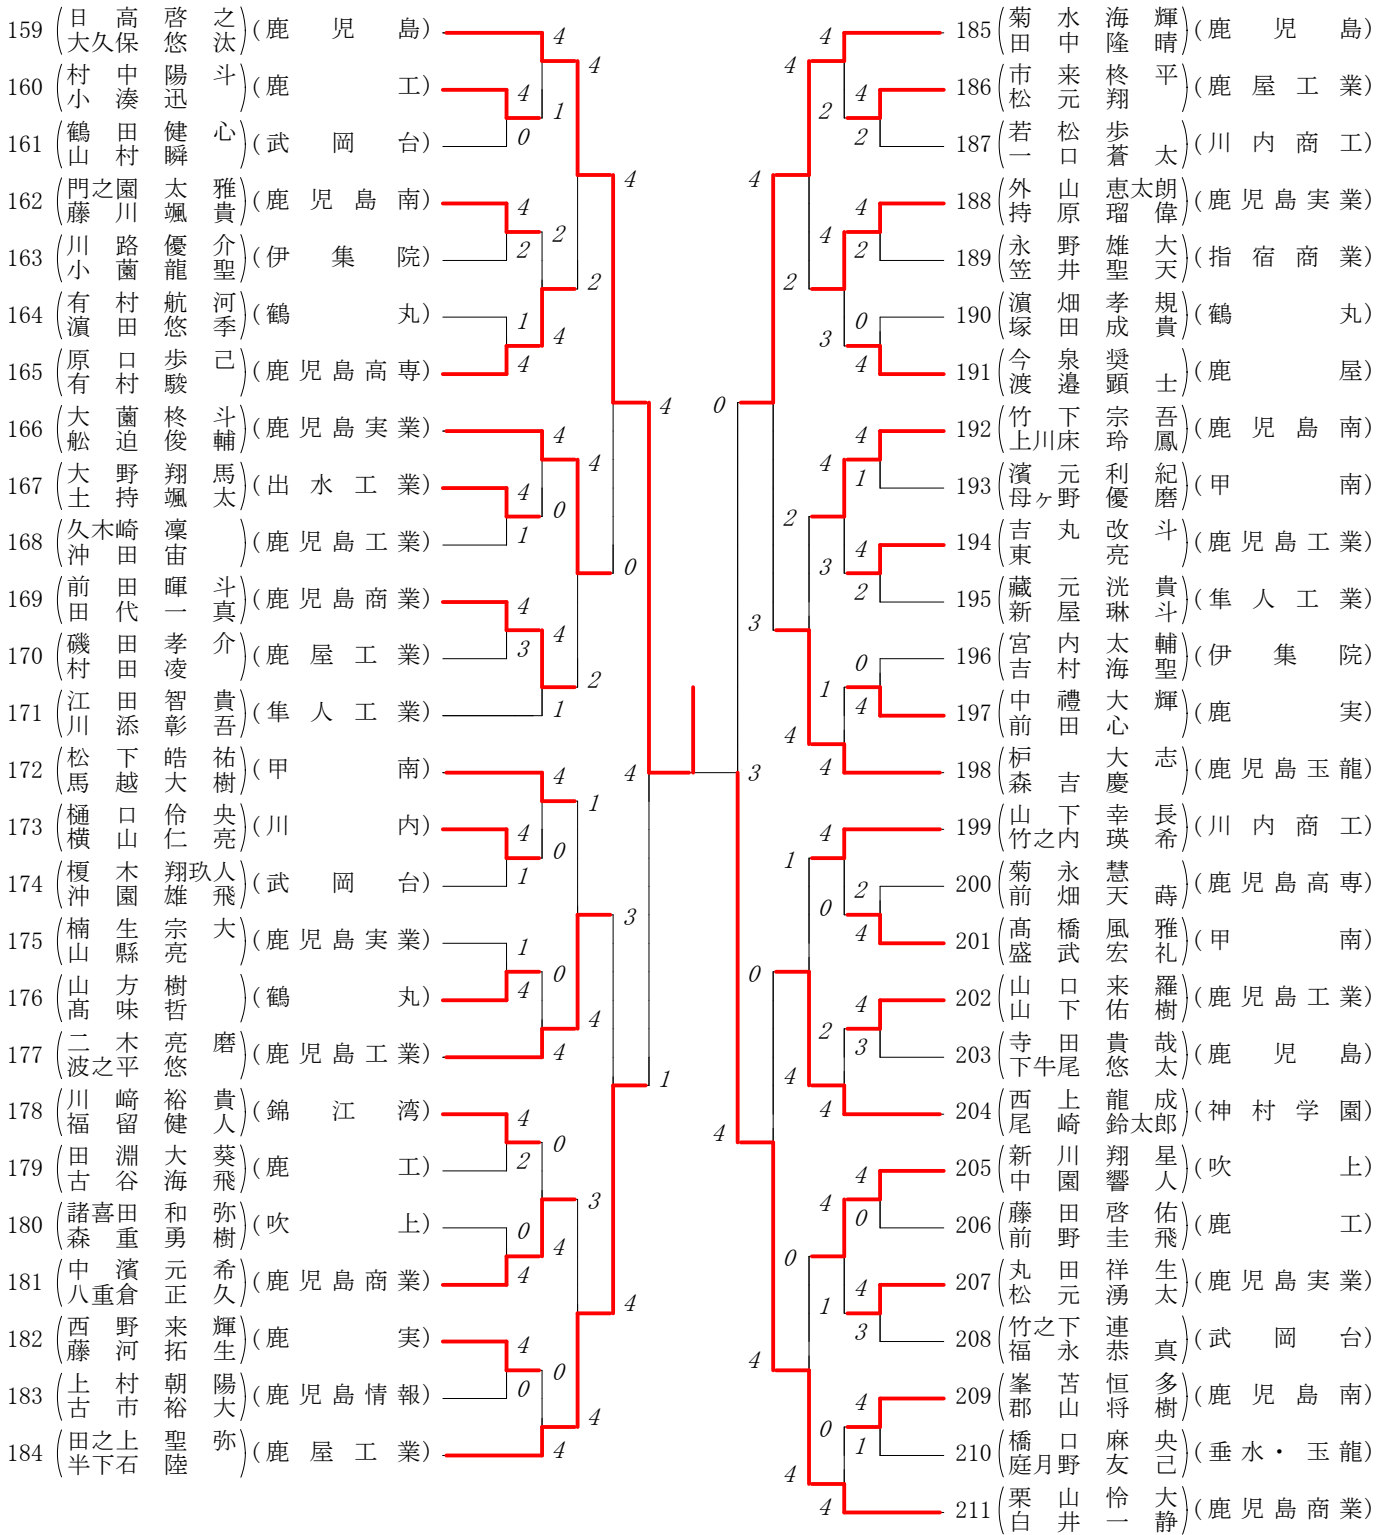 159 (日高啓之 大久保悠汰) (鹿児島)
160 (村中陽斗 小湊迅) (鹿工)
161 (鶴田健心 山村瞬) (武岡台)
162 (門之園太雅 藤川颯貴) (鹿児島南)
163 (川路優介 小薗龍聖) (伊集院)
164 (有村航河 濵田悠季) (鶴丸)
165 (原口歩己 有村駿) (鹿児島高専)
166 (大薗柊斗 舩迫俊輔) (鹿児島実業)
167 (大野翔馬 土持颯太) (出水工業)
168 (久木崎凜 沖田宙) (鹿児島工業)
169 (前田暉斗 田代一真) (鹿児島商業)
170 (磯田孝介 村田凌) (鹿屋工業)
171 (江田智貴 川添彰吾) (隼人工業)
172 (松下皓祐 馬越大樹) (甲南)
173 (樋口伶央 横山仁亮) (川内)
174 (榎木翔玖人 沖園雄飛) (武岡台)
175 (楠生宗大 山縣亮) (鹿児島実業)
176 (山方樹 髙味哲) (鶴丸)
177 (二木亮磨 波之平悠) (鹿児島工業)
178 (川﨑裕貴 福留健人) (錦江湾)
179 (田淵大葵 古谷海飛) (鹿工)
180 (諸喜田和弥 森重勇樹) (吹上)
181 (中濱元希 八重倉正久) (鹿児島商業)
182 (西野来輝 藤河拓生) (鹿実)
183 (上村朝陽 古市裕大) (鹿児島情報)
184 (田之上聖弥 半下石陸) (鹿屋工業)
4
4
4
1
0
4
4
2
2
2
1
4
4
4
4
4
4
0
1
0
4
4
3
2
1
4
4
1
4
0
1
3
1
0
4
4
4
1
4
0
2
3
0
4
4
4
4
0
0
4
4
185 (菊水海輝 田中隆晴) (鹿児島)
186 (市来柊平 松元翔) (鹿屋工業)
187 (若松歩 一口蒼太) (川内商工)
188 (外山恵太朗 持原瑠偉) (鹿児島実業)
189 (永野雄大 笠井聖天) (指宿商業)
190 (濵畑孝規 塚田成貴) (鶴丸)
191 (今泉奨 渡邉顕士) (鹿屋)
192 (竹下宗吾 上川床玲鳳) (鹿児島南)
193 (濱元利紀 母ヶ野優磨) (甲南)
194 (吉丸改斗 東亮) (鹿児島工業)
195 (藏元洸貴 新屋琳斗) (隼人工業)
196 (宮内太輔 吉村海聖) (伊集院)
197 (中禮大輝 前田心) (鹿実)
198 (枦大志 森吉慶) (鹿児島玉龍)
199 (山下幸長 竹之内瑛希) (川内商工)
200 (菊永慧 前畑天蒔) (鹿児島高専)
201 (髙橋風雅 盛武宏礼) (甲南)
202 (山口来羅 山下佑樹) (鹿児島工業)
203 (寺田貴哉 下牛尾悠太) (鹿児島)
204 (西上龍成 尾崎鈴太郎) (神村学園)
205 (新川翔星 中園響人) (吹上)
206 (藤田啓佑 前野圭飛) (鹿工)
207 (丸田祥生 松元湧太) (鹿児島実業)
208 (竹之下連 福永恭真) (武岡台)
209 (峯苫恒多 郡山将樹) (鹿児島南)
210 (橋口麻央 庭月野友己) (垂水・玉龍)
211 (栗山怜大 白井一静) (鹿児島商業)
4
4
4
2
2
4
4
4
2
2
0
3
4
0
4
4
1
2
4
3
2
3
0
1
4
4
4
3
4
1
2
0
4
0
4
2
3
4
4
4
4
4
0
0
4
1
3
4
4
0
1
4
4